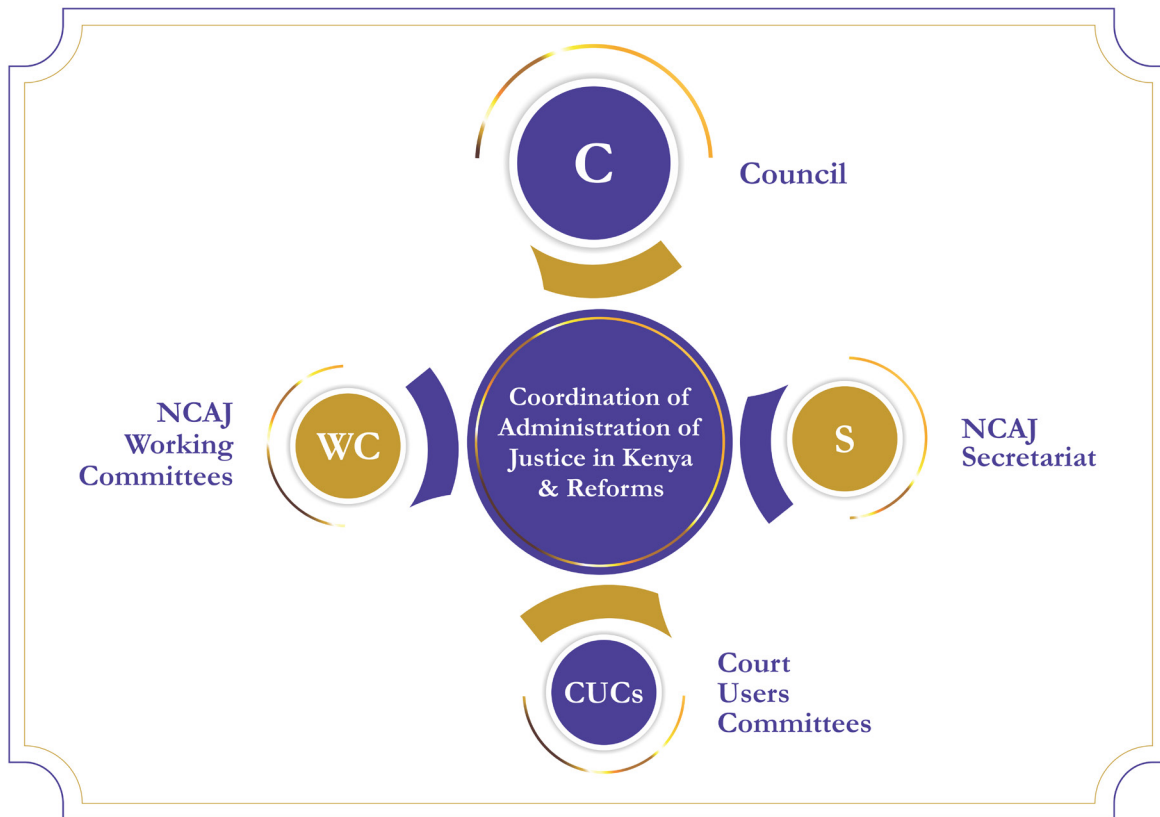 C
Council
NCAJ
Working
Committees
WC
Coordination of
Administration of
Justice in Kenya
& Reforms
S
NCAJ
Secretariat
CUCs
Court
Users
Committees